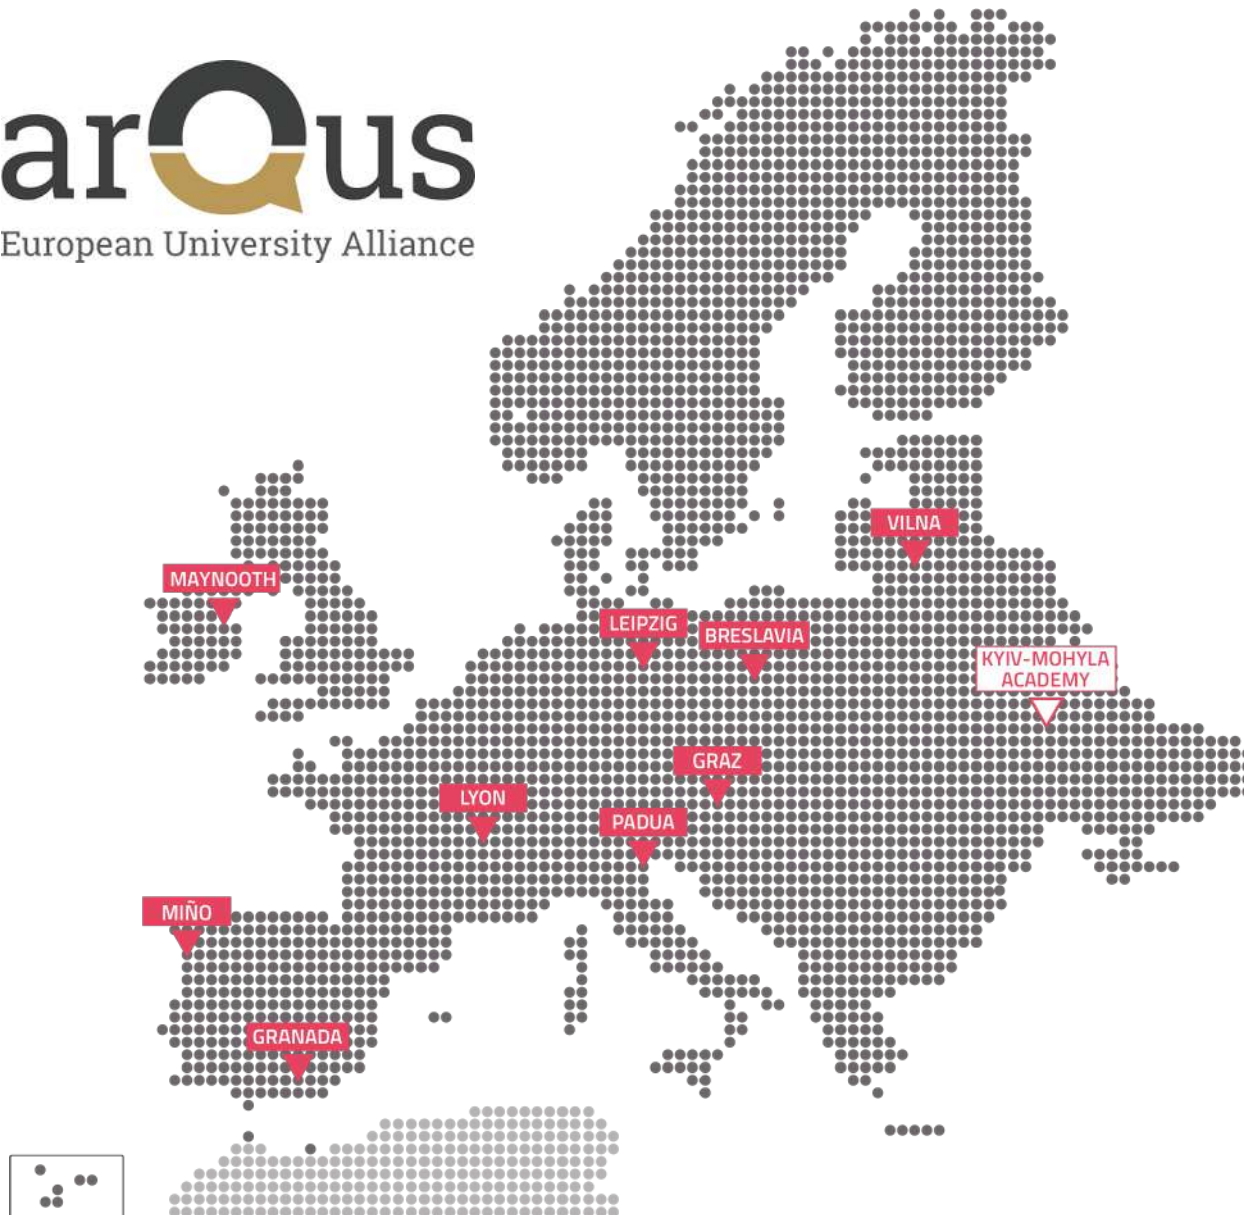 arQus
European University Alliance
VILNA
MAYNOOTH
LEIPZIG
BRESLAVIA
KYIV-MOHYLA
ACADEMY
GRAZ
LYON
PADUA
MIÑO
GRANADA